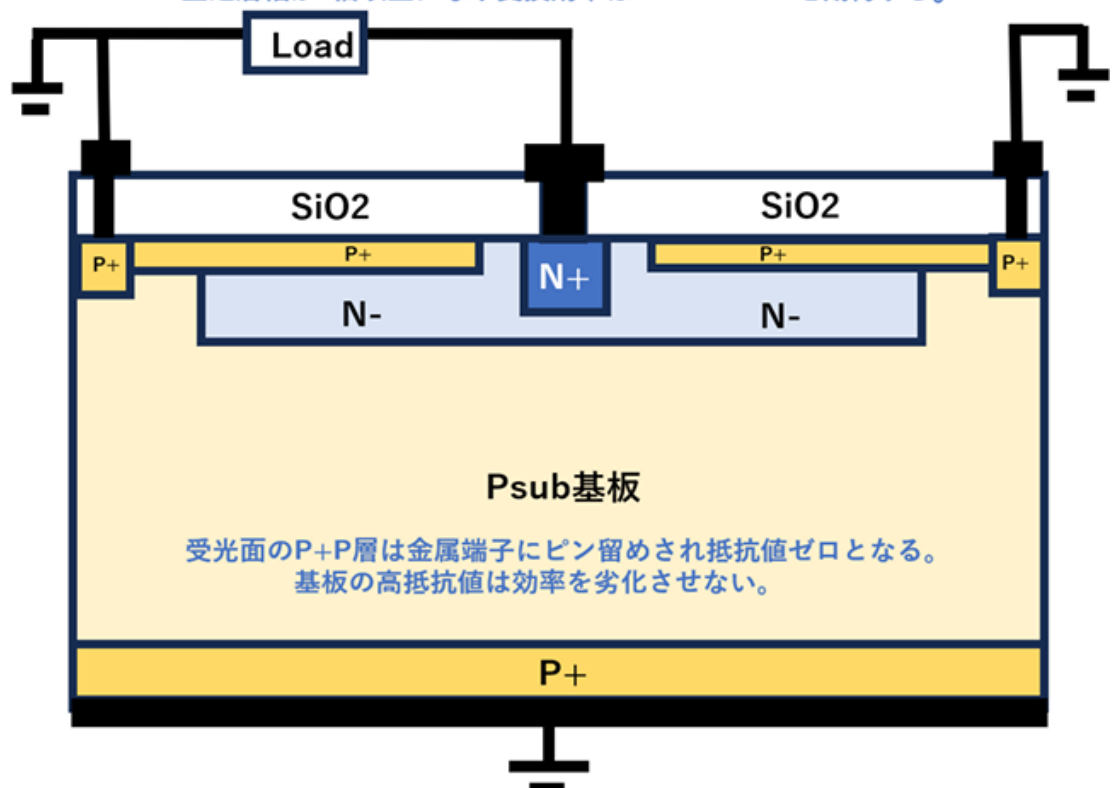 Load
SiO2
SiO2
P+
P+
P+
P+
N+
N-
N-
Psub基板
受光面のP+P層は金属端子にピン留めされ抵抗値ゼロとなる。
基板の高抵抗値は効率を劣化させない。
P+